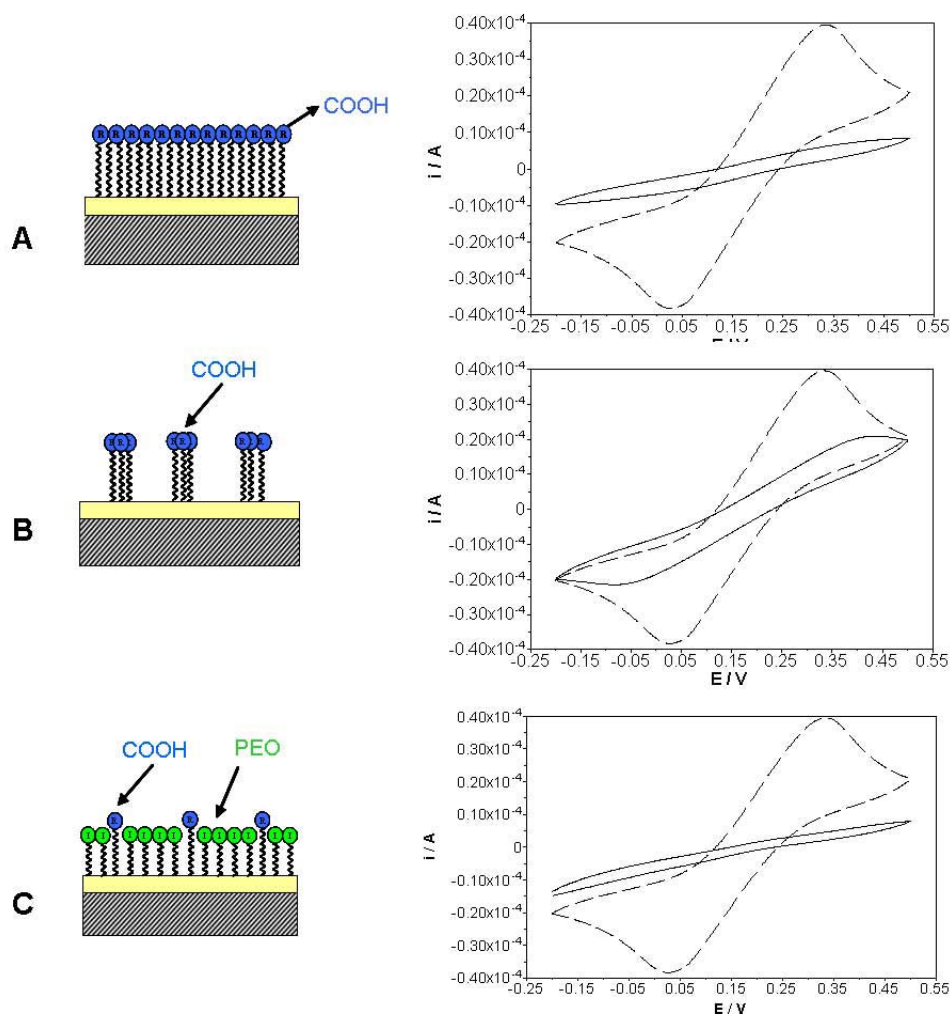 A
COOH
R R R R R R R R R R R R R
i / A
0.40x10⁻⁴
0.30x10⁻⁴
0.20x10⁻⁴
0.10x10⁻⁴
0
-0.10x10⁻⁴
-0.20x10⁻⁴
-0.30x10⁻⁴
-0.40x10⁻⁴
-0.25 -0.15 -0.05 0.05 0.15 0.25 0.35 0.45 0.55
E / V
B
COOH
i / A
0.40x10⁻⁴
0.30x10⁻⁴
0.20x10⁻⁴
0.10x10⁻⁴
0
-0.10x10⁻⁴
-0.20x10⁻⁴
-0.30x10⁻⁴
-0.40x10⁻⁴
-0.25 -0.15 -0.05 0.05 0.15 0.25 0.35 0.45 0.55
E / V
C
COOH PEO
I I R I I I I R I I I I R I I
i / A
0.40x10⁻⁴
0.30x10⁻⁴
0.20x10⁻⁴
0.10x10⁻⁴
0
-0.10x10⁻⁴
-0.20x10⁻⁴
-0.30x10⁻⁴
-0.40x10⁻⁴
-0.25 -0.15 -0.05 0.05 0.15 0.25 0.35 0.45 0.55
E / V